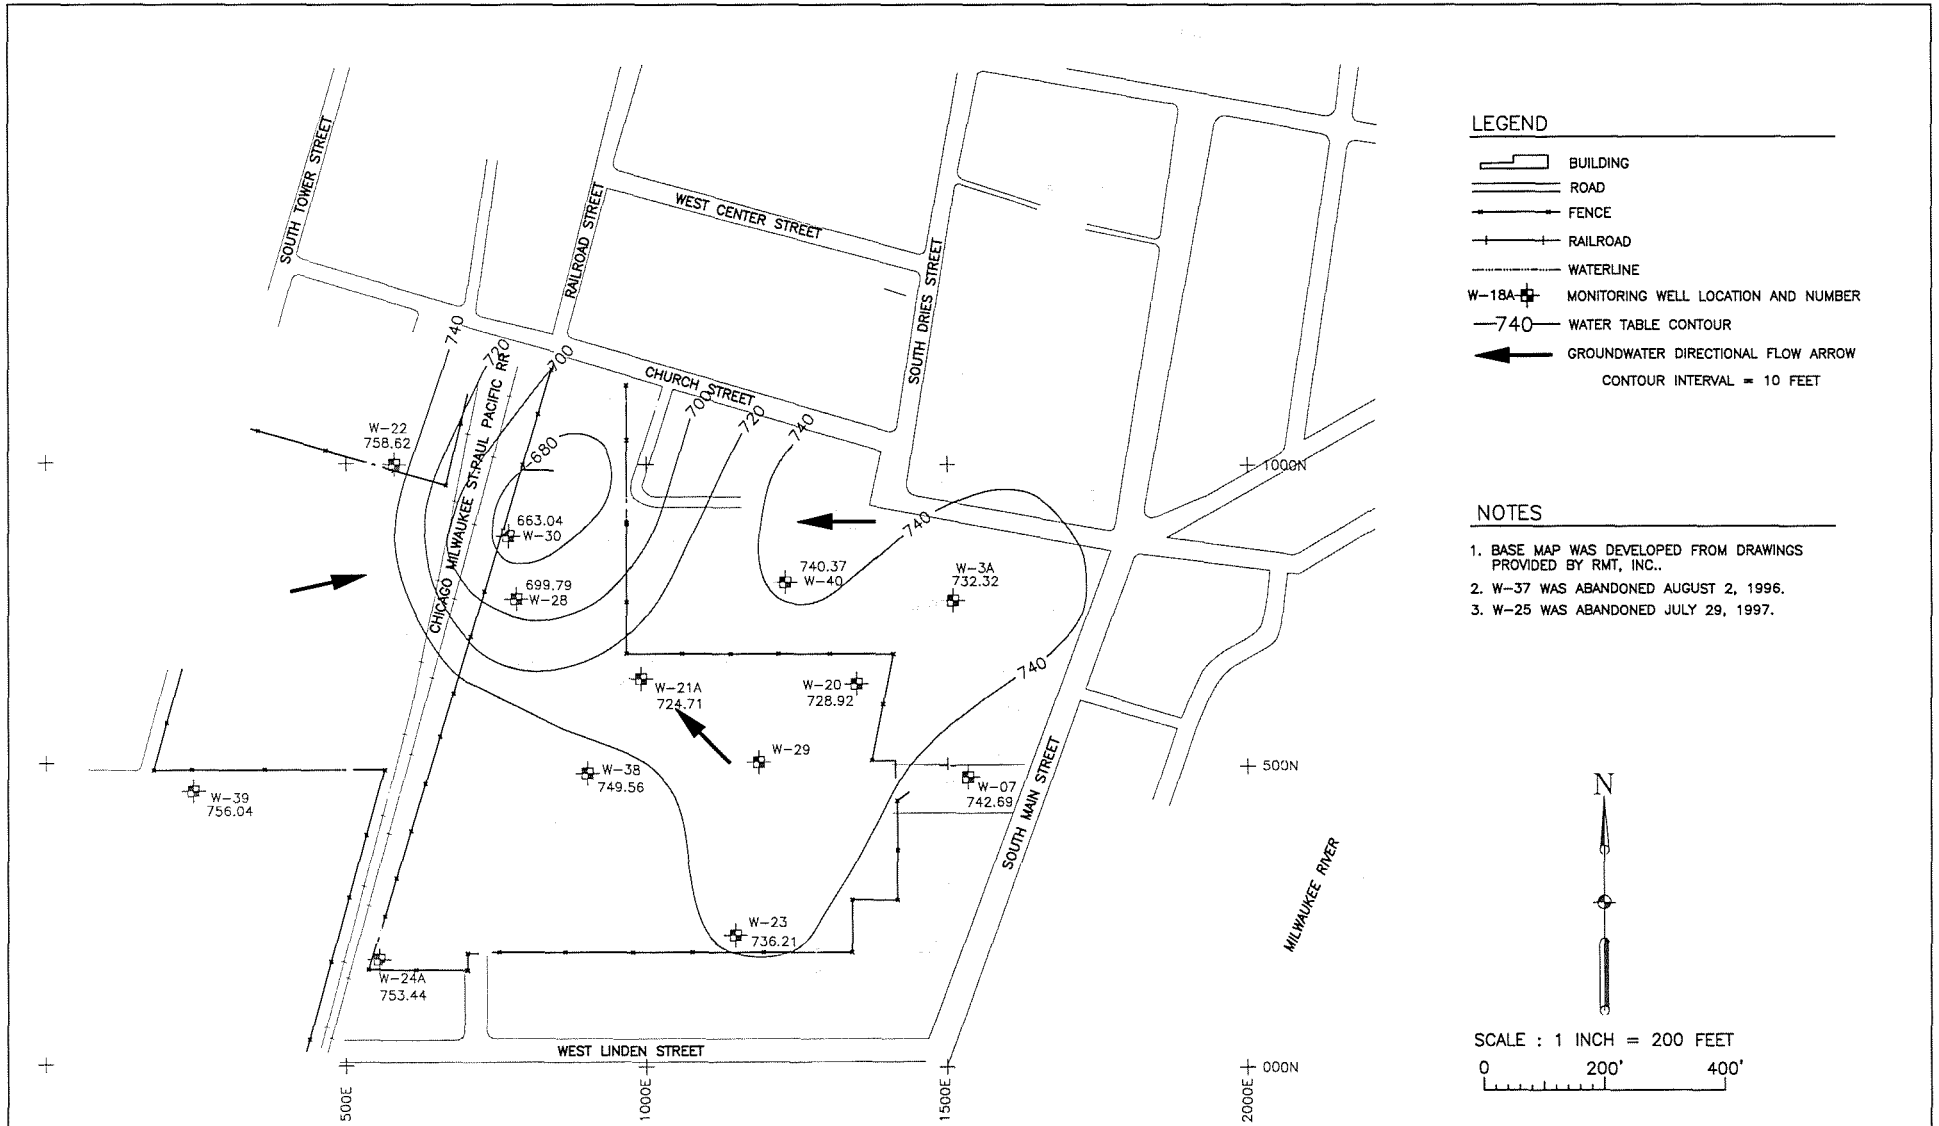 SOUTH TOWER STREET
RAILROAD STREET
WEST CENTER STREET
SOUTH DRIES STREET
CHURCH STREET
CHICAGO MILWAUKEE ST.PAUL PACIFIC RR
740
720
700
680
700
720
740
740
740
W-22
758.62
663.04
W-30
699.79
W-28
740.37
W-40
W-3A
732.32
W-21A
724.71
W-20
728.92
W-29
W-38
749.56
W-07
742.69
W-39
756.04
W-23
736.21
W-24A
753.44
SOUTH MAIN STREET
MILWAUKEE RIVER
WEST LINDEN STREET
1000N
500N
000N
500E
1000E
1500E
2000E
LEGEND
BUILDING
ROAD
FENCE
RAILROAD
WATERLINE
W-18A MONITORING WELL LOCATION AND NUMBER
740 WATER TABLE CONTOUR
GROUNDWATER DIRECTIONAL FLOW ARROW
CONTOUR INTERVAL = 10 FEET
NOTES
1. BASE MAP WAS DEVELOPED FROM DRAWINGS
PROVIDED BY RMT, INC..
2. W-37 WAS ABANDONED AUGUST 2, 1996.
3. W-25 WAS ABANDONED JULY 29, 1997.
N
SCALE : 1 INCH = 200 FEET
0 200' 400'